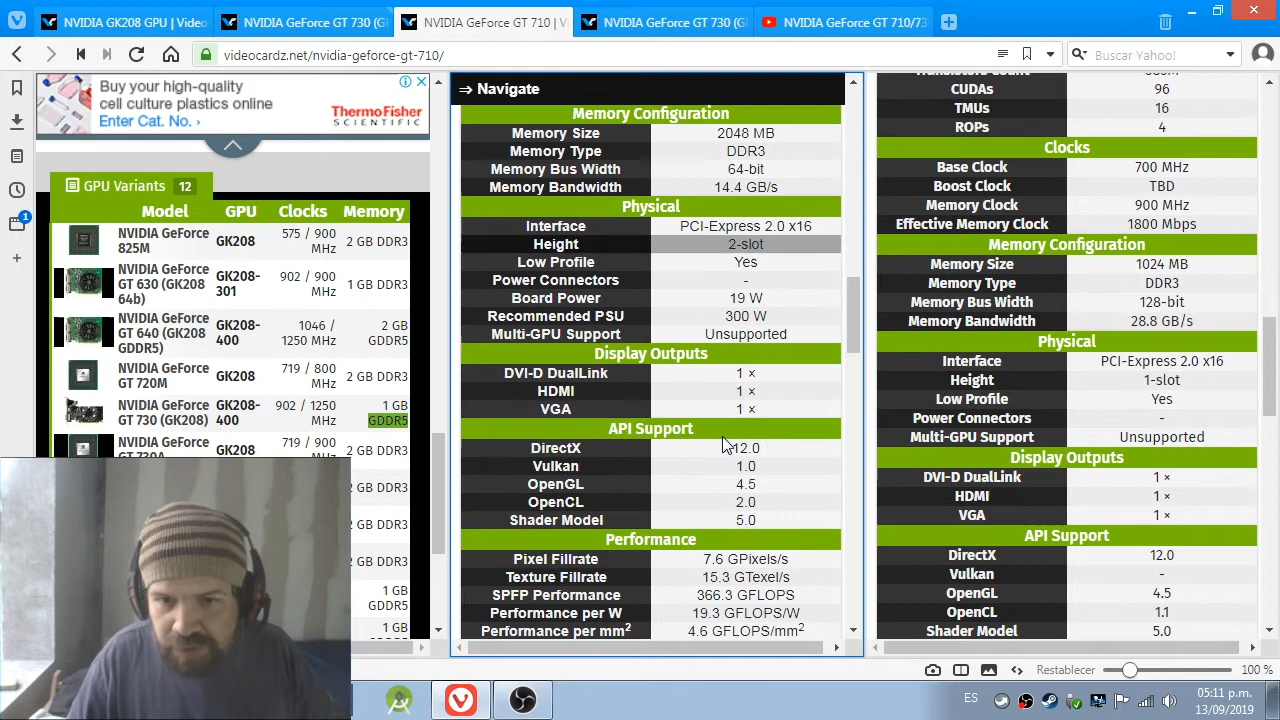 NVIDIA GK208 GPU | Video
NVIDIA GeForce GT 730 (G
NVIDIA GeForce GT 710 | V
NVIDIA GeForce GT 730 (G
NVIDIA GeForce GT 710/73
videocardz.net/nvidia-geforce-gt-710/
Buscar Yahoo!
1
Buy your high-quality
cell culture plastics online
Enter Cat. No. ›
ThermoFisher
SCIENTIFIC
GPU Variants 12
Model GPU Clocks Memory
NVIDIA GeForce
825M
GK208
575 / 900
MHz
2 GB DDR3
NVIDIA GeForce
GT 630 (GK208
64b)
GK208-
301
902 / 900
MHz
1 GB DDR3
NVIDIA GeForce
GT 640 (GK208
GDDR5)
GK208-
400
1046 /
1250 MHz
2 GB
GDDR5
NVIDIA GeForce
GT 720M
GK208
719 / 800
MHz
2 GB DDR3
NVIDIA GeForce
GT 730 (GK208)
GK208-
400
902 / 1250
MHz
1 GB
GDDR5
NVIDIA GeForce
GK208
719 / 900
2 GB DDR3
2 GB DDR3
2 GB DDR3
2 GB DDR3
1 GB
GDDR5
1 GB
GDDR5
⇒ Navigate
Memory Configuration
Memory Size 2048 MB
Memory Type DDR3
Memory Bus Width 64-bit
Memory Bandwidth 14.4 GB/s
Physical
Interface PCI-Express 2.0 x16
Height 2-slot
Low Profile Yes
Power Connectors -
Board Power 19 W
Recommended PSU 300 W
Multi-GPU Support Unsupported
Display Outputs
DVI-D DualLink 1 ×
HDMI 1 ×
VGA 1 ×
API Support
DirectX 12.0
Vulkan 1.0
OpenGL 4.5
OpenCL 2.0
Shader Model 5.0
Performance
Pixel Fillrate 7.6 GPixels/s
Texture Fillrate 15.3 GTexel/s
SPFP Performance 366.3 GFLOPS
Performance per W 19.3 GFLOPS/W
Performance per mm² 4.6 GFLOPS/mm²
Transistors Count 585M
CUDAs 96
TMUs 16
ROPs 4
Clocks
Base Clock 700 MHz
Boost Clock TBD
Memory Clock 900 MHz
Effective Memory Clock 1800 Mbps
Memory Configuration
Memory Size 1024 MB
Memory Type DDR3
Memory Bus Width 128-bit
Memory Bandwidth 28.8 GB/s
Physical
Interface PCI-Express 2.0 x16
Height 1-slot
Low Profile Yes
Power Connectors -
Multi-GPU Support Unsupported
Display Outputs
DVI-D DualLink 1 ×
HDMI 1 ×
VGA 1 ×
API Support
DirectX 12.0
Vulkan -
OpenGL 4.5
OpenCL 1.1
Shader Model 5.0
Restablecer 100 %
ES
05:11 p.m.
13/09/2019